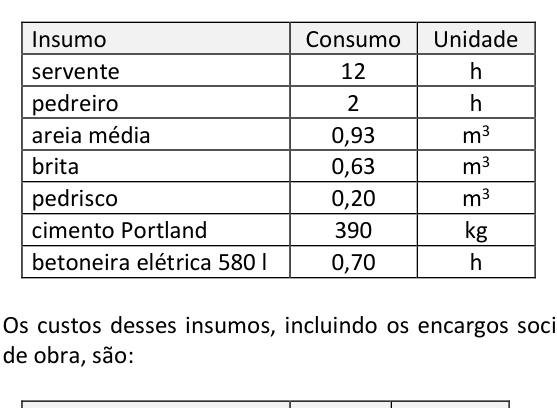 Insumo Consumo Unidade
servente 12 h
pedreiro 2 h
areia média 0,93 m³
brita 0,63 m³
pedrisco 0,20 m³
cimento Portland 390 kg
betoneira elétrica 580 l 0,70 h
Os custos desses insumos, incluindo os encargos soci
de obra, são: